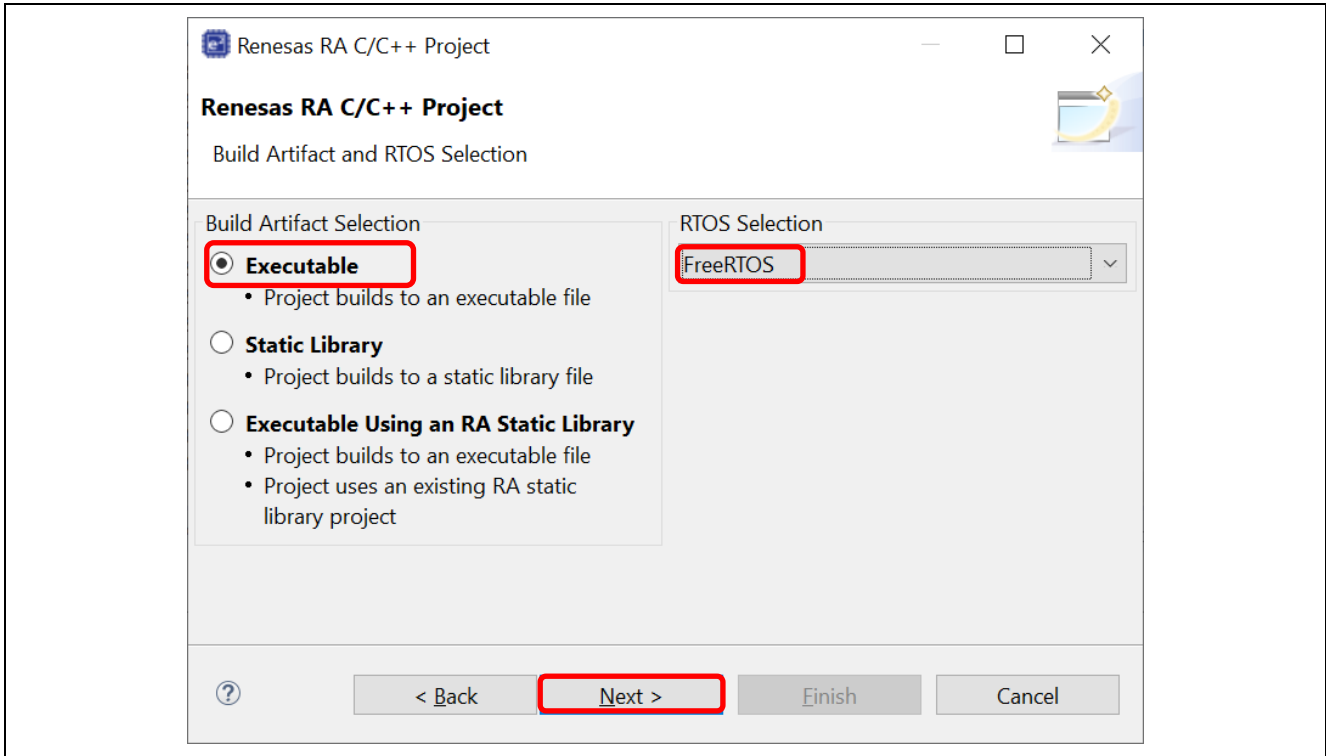 Renesas RA C/C++ Project
Renesas RA C/C++ Project
Build Artifact and RTOS Selection
Build Artifact Selection
Executable
• Project builds to an executable file
Static Library
• Project builds to a static library file
Executable Using an RA Static Library
• Project builds to an executable file
• Project uses an existing RA static
library project
RTOS Selection
FreeRTOS
?
< Back
Next >
Finish
Cancel